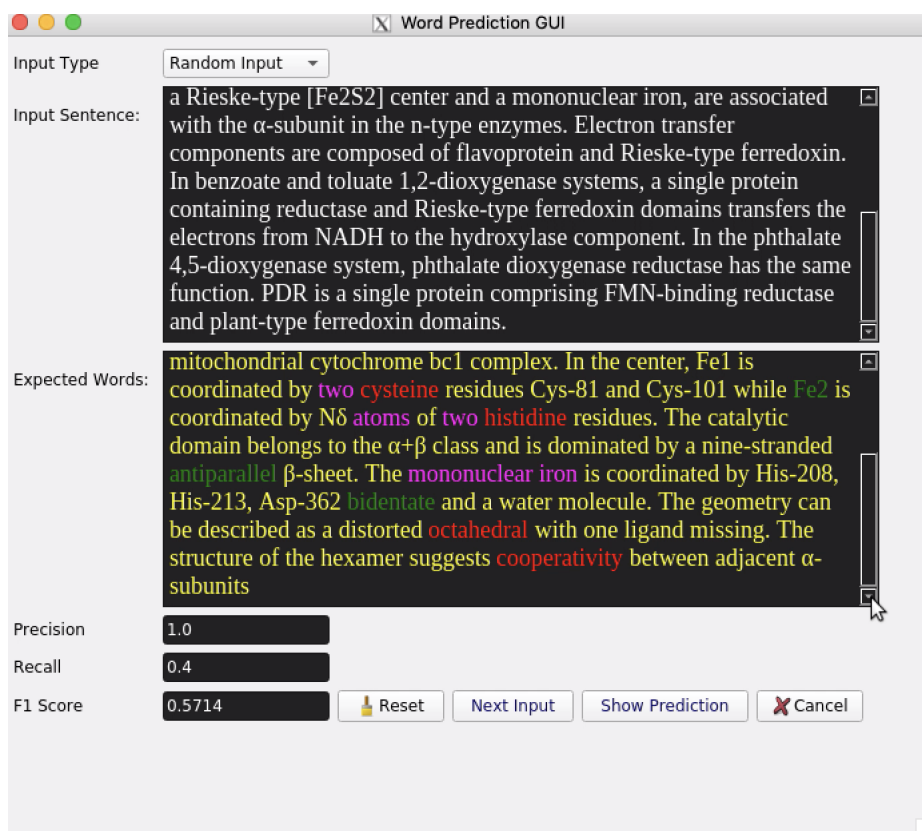 Word Prediction GUI
Input Type
Random Input
Input Sentence:
a Rieske-type [Fe2S2] center and a mononuclear iron, are associated
with the α-subunit in the n-type enzymes. Electron transfer
components are composed of flavoprotein and Rieske-type ferredoxin.
In benzoate and toluate 1,2-dioxygenase systems, a single protein
containing reductase and Rieske-type ferredoxin domains transfers the
electrons from NADH to the hydroxylase component. In the phthalate
4,5-dioxygenase system, phthalate dioxygenase reductase has the same
function. PDR is a single protein comprising FMN-binding reductase
and plant-type ferredoxin domains.
Expected Words:
mitochondrial cytochrome bc1 complex. In the center, Fe1 is
coordinated by two cysteine residues Cys-81 and Cys-101 while Fe2 is
coordinated by Nδ atoms of two histidine residues. The catalytic
domain belongs to the α+β class and is dominated by a nine-stranded
antiparallel β-sheet. The mononuclear iron is coordinated by His-208,
His-213, Asp-362 bidentate and a water molecule. The geometry can
be described as a distorted octahedral with one ligand missing. The
structure of the hexamer suggests cooperativity between adjacent α-
subunits
Precision
1.0
Recall
0.4
F1 Score
0.5714
Reset
Next Input
Show Prediction
Cancel